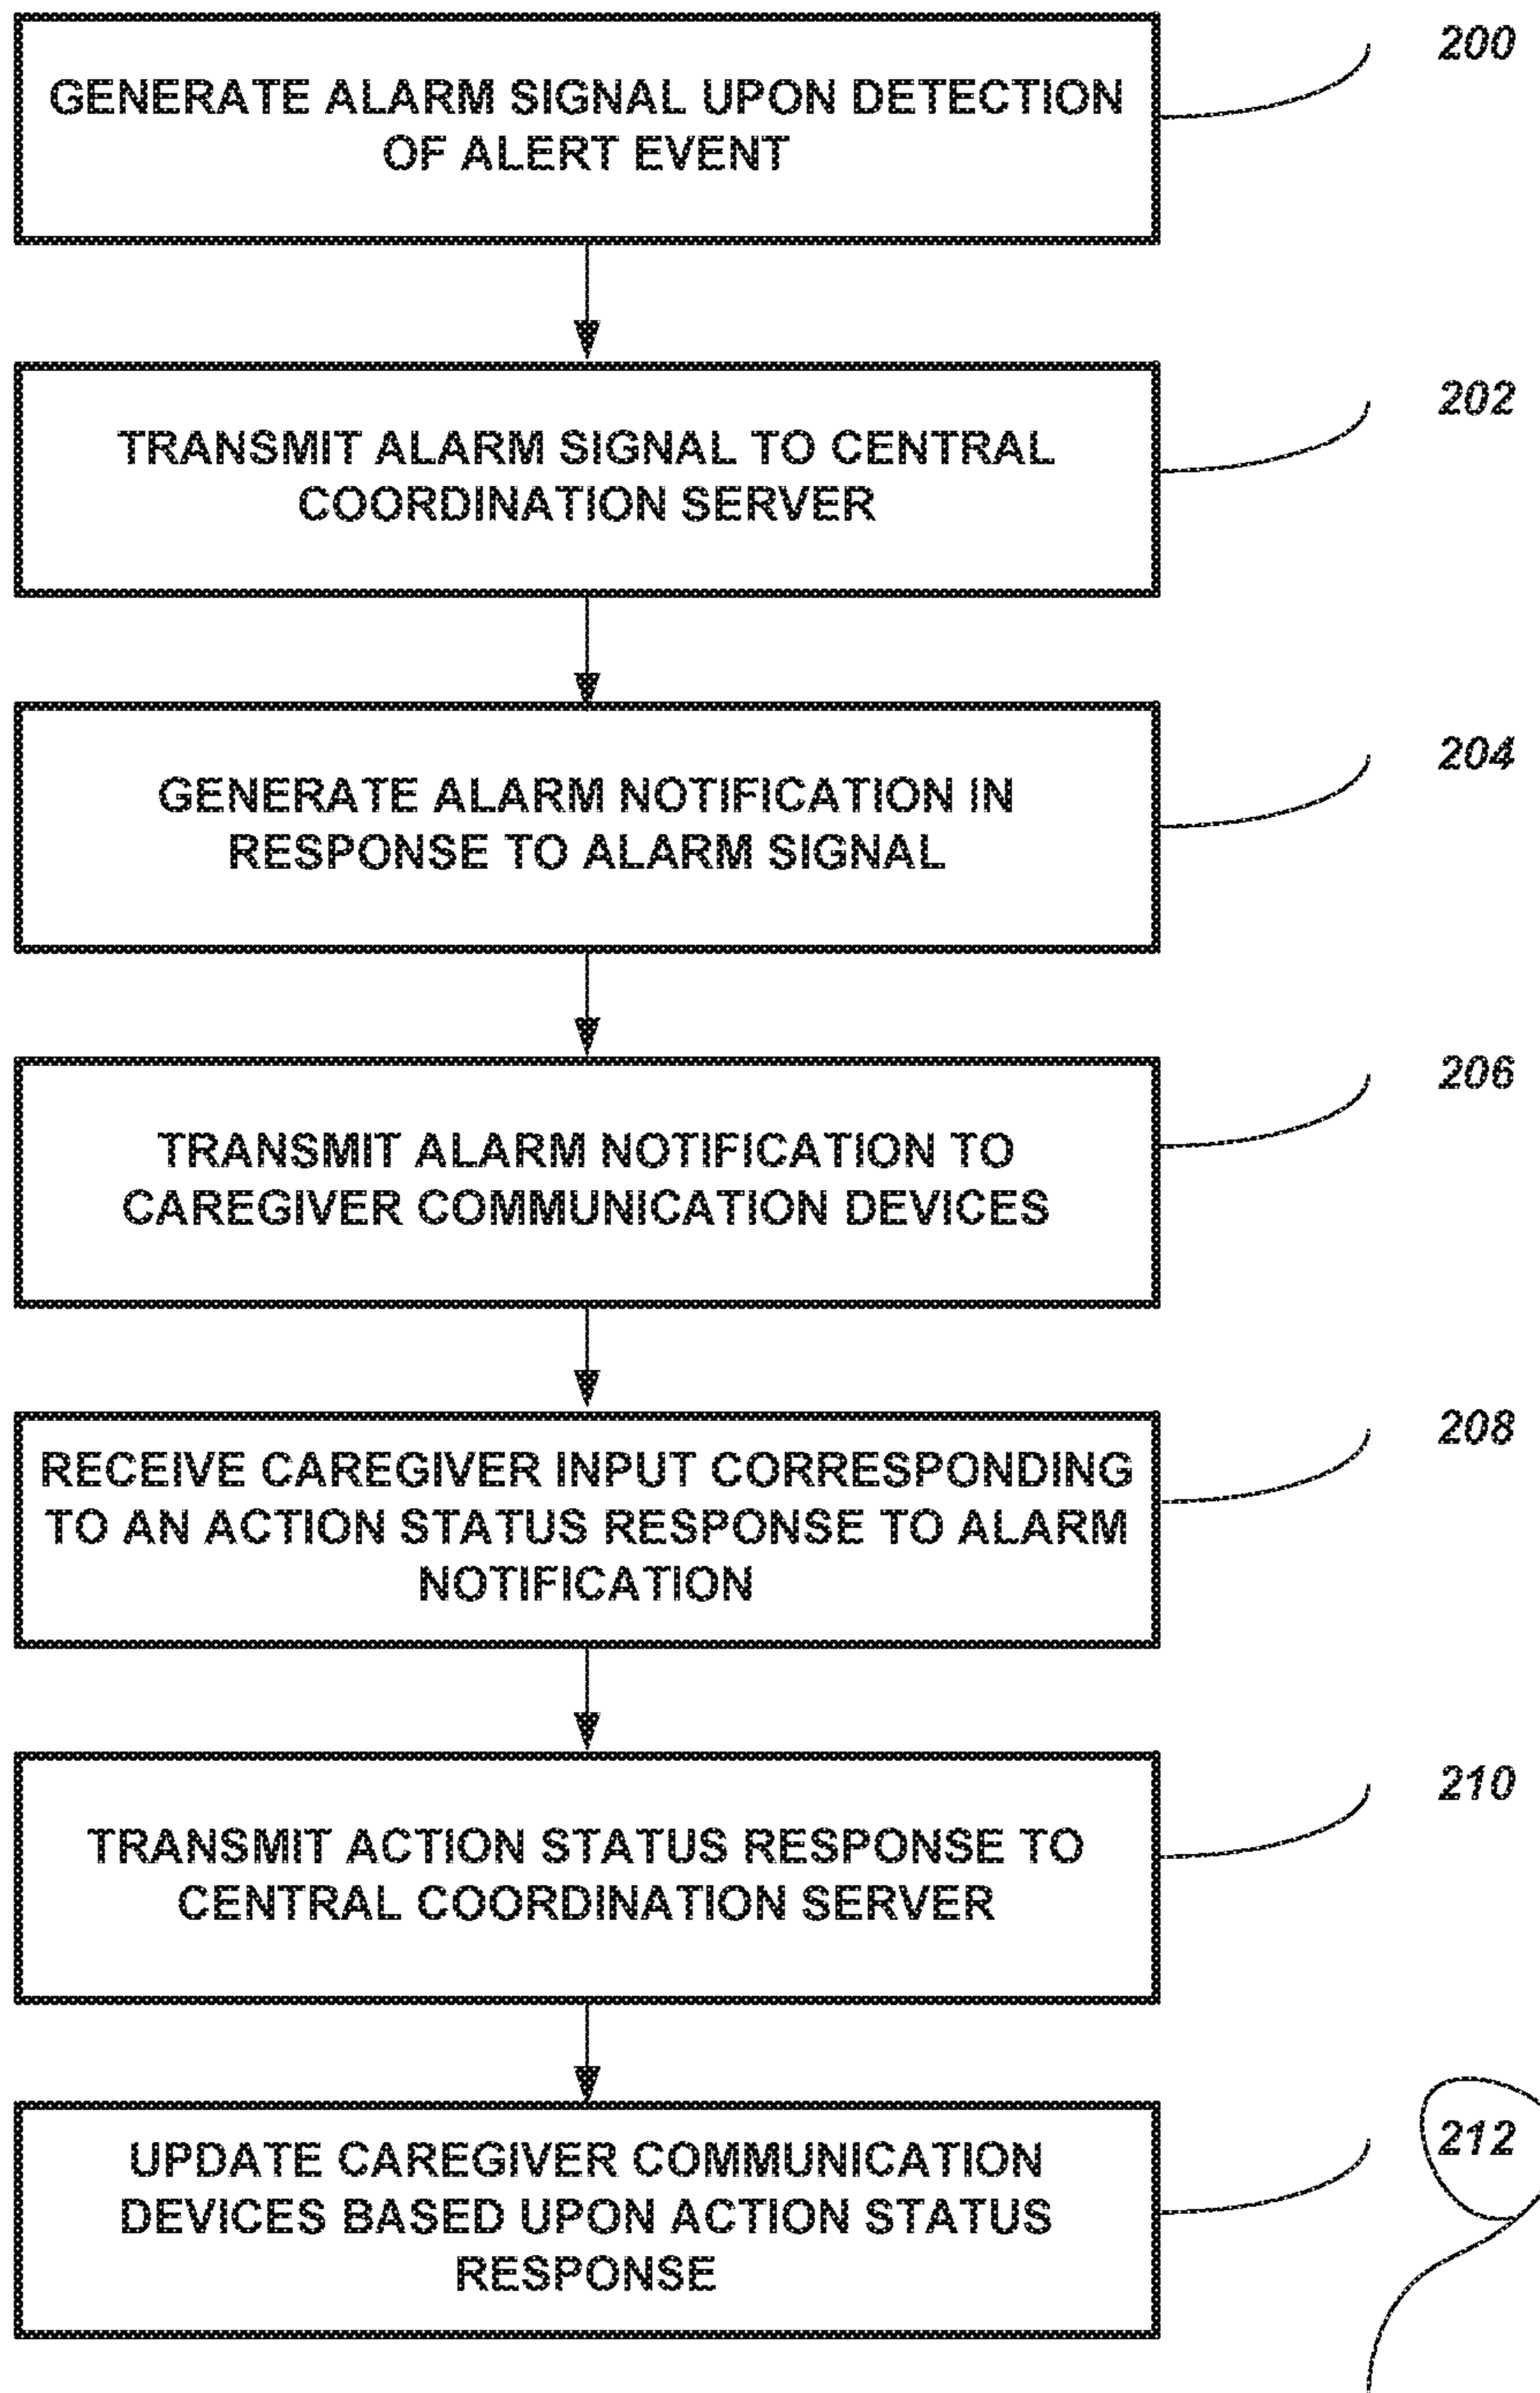 GENERATE ALARM SIGNAL UPON DETECTION
OF ALERT EVENT
200
TRANSMIT ALARM SIGNAL TO CENTRAL
COORDINATION SERVER
202
GENERATE ALARM NOTIFICATION IN
RESPONSE TO ALARM SIGNAL
204
TRANSMIT ALARM NOTIFICATION TO
CAREGIVER COMMUNICATION DEVICES
206
RECEIVE CAREGIVER INPUT CORRESPONDING
TO AN ACTION STATUS RESPONSE TO ALARM
NOTIFICATION
208
TRANSMIT ACTION STATUS RESPONSE TO
CENTRAL COORDINATION SERVER
210
UPDATE CAREGIVER COMMUNICATION
DEVICES BASED UPON ACTION STATUS
RESPONSE
212